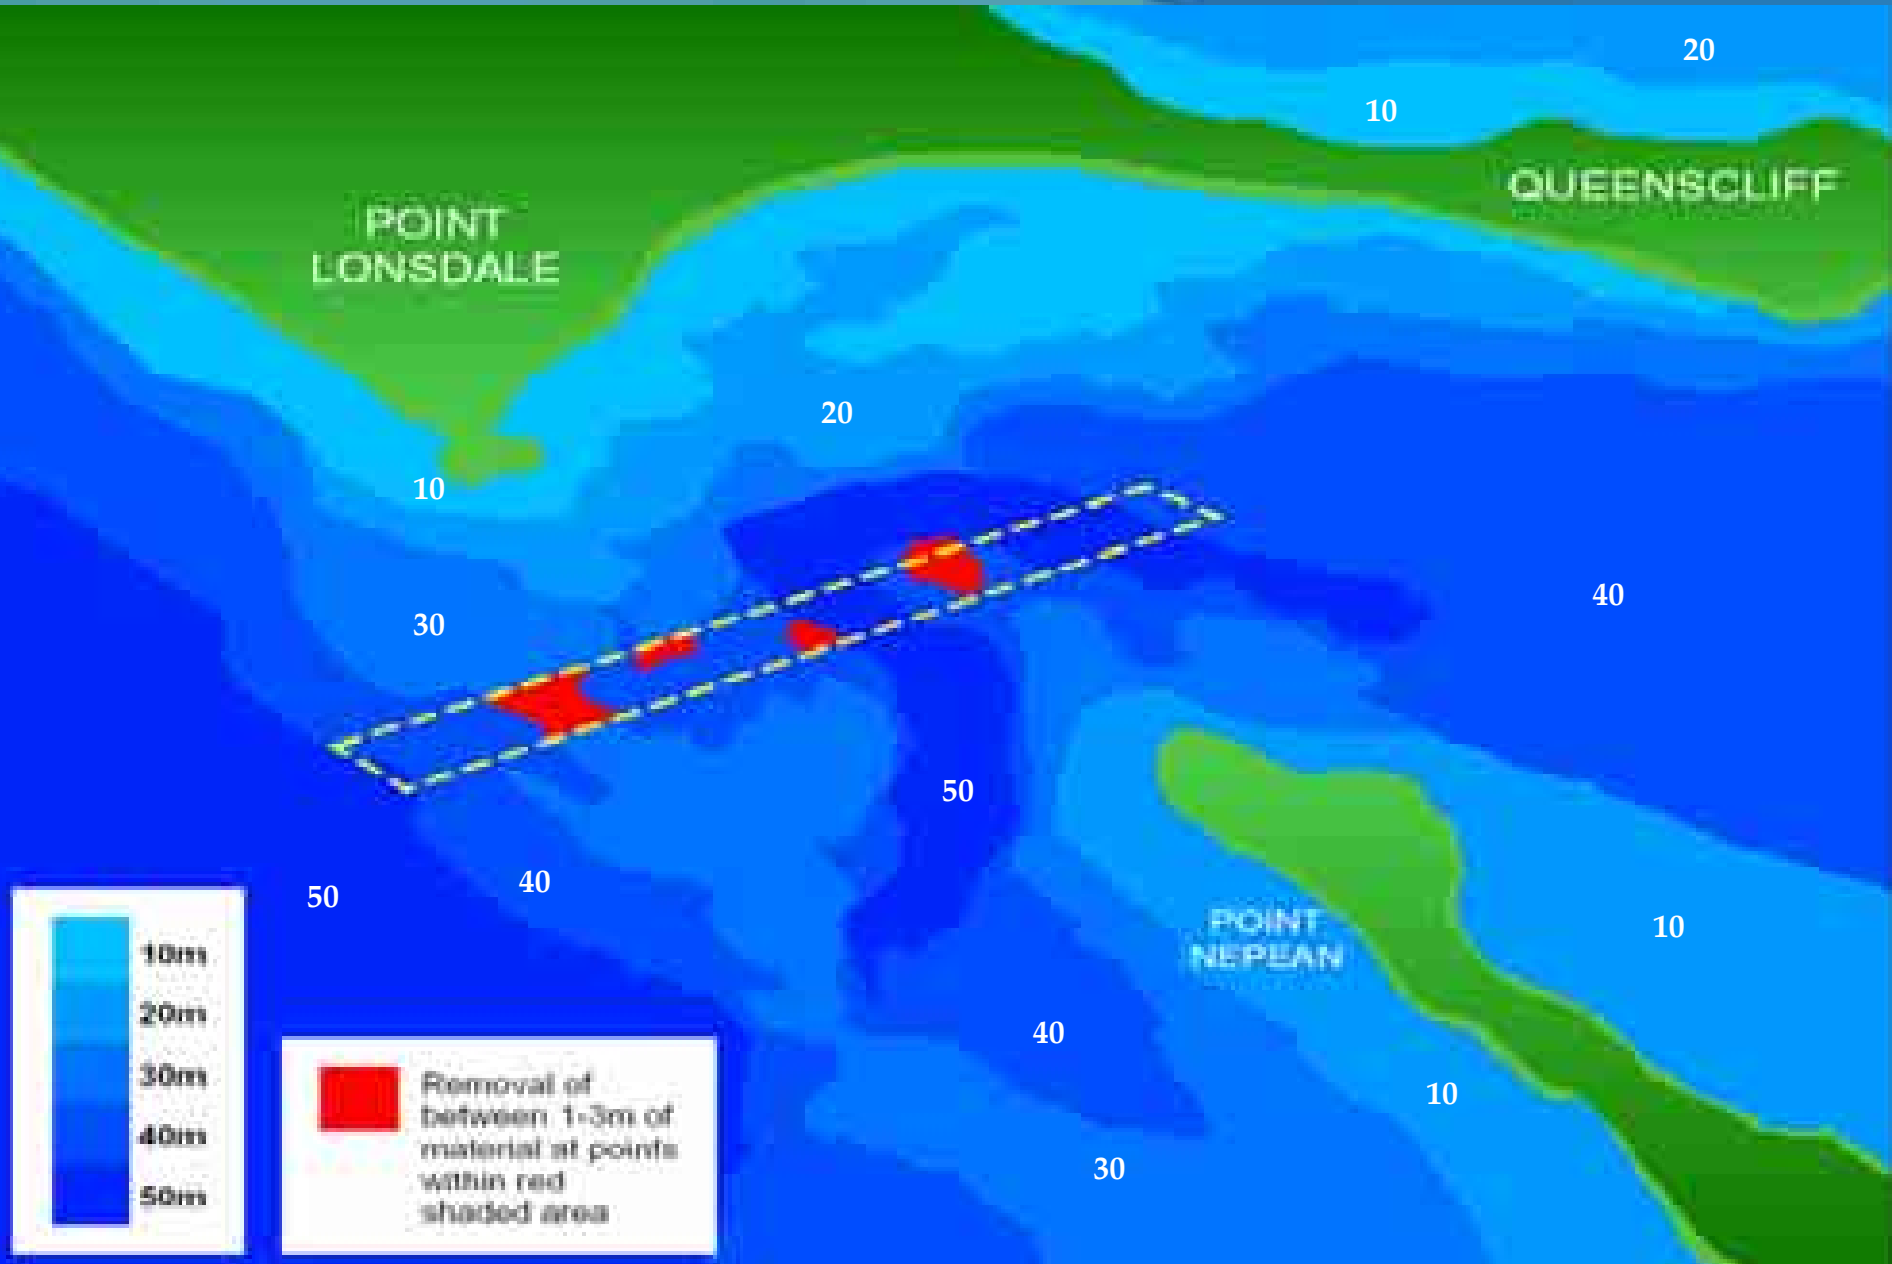 20
10
QUEENSCLIFF
POINT
LONSDALE
20
10
40
30
50
40
50
POINT
NEPEAN
10
40
10
30
10m
20m
30m
40m
50m
Removal of
between 1-3m of
material at points
within red
shaded area